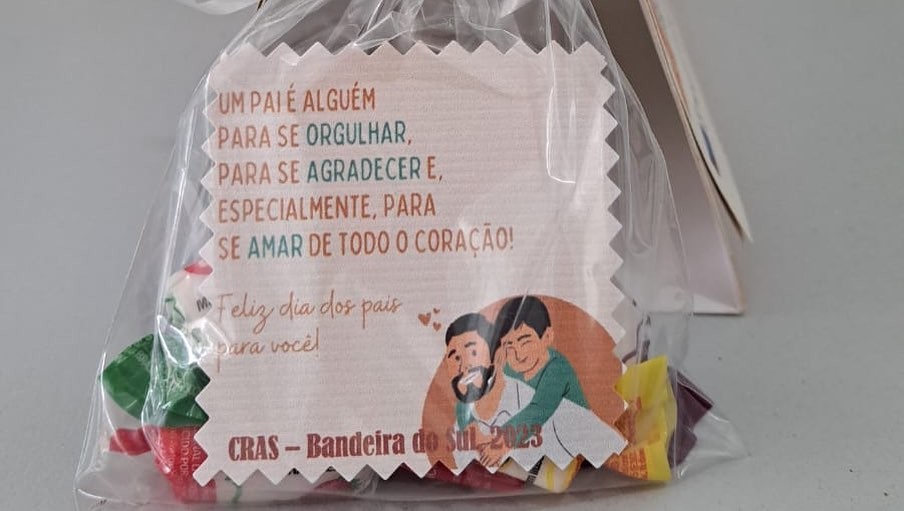 UM PAI É ALGUÉM
PARA SE ORGULHAR,
PARA SE AGRADECER E,
ESPECIALMENTE, PARA
SE AMAR DE TODO O CORAÇÃO!
Feliz dia dos pais
para você!
CRAS – Bandeira do Sul, 2023